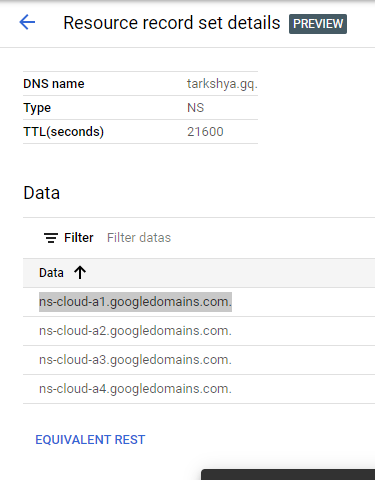 Resource record set details PREVIEW
DNS name tarkshya.gq.
Type NS
TTL(seconds) 21600
Data
Filter Filter datas
Data
ns-cloud-a1.googledomains.com.
ns-cloud-a2.googledomains.com.
ns-cloud-a3.googledomains.com.
ns-cloud-a4.googledomains.com.
EQUIVALENT REST